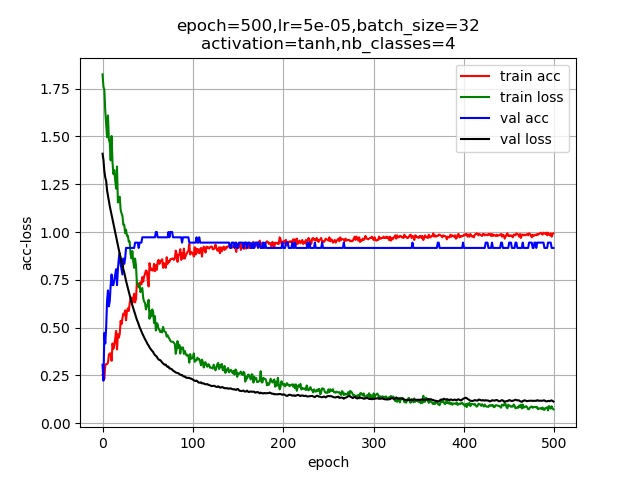 epoch=500,lr=5e-05,batch_size=32
activation=tanh,nb_classes=4
train acc
train loss
val acc
val loss
acc-loss
1.75
1.50
1.25
1.00
0.75
0.50
0.25
0.00
0 100 200 300 400 500
epoch